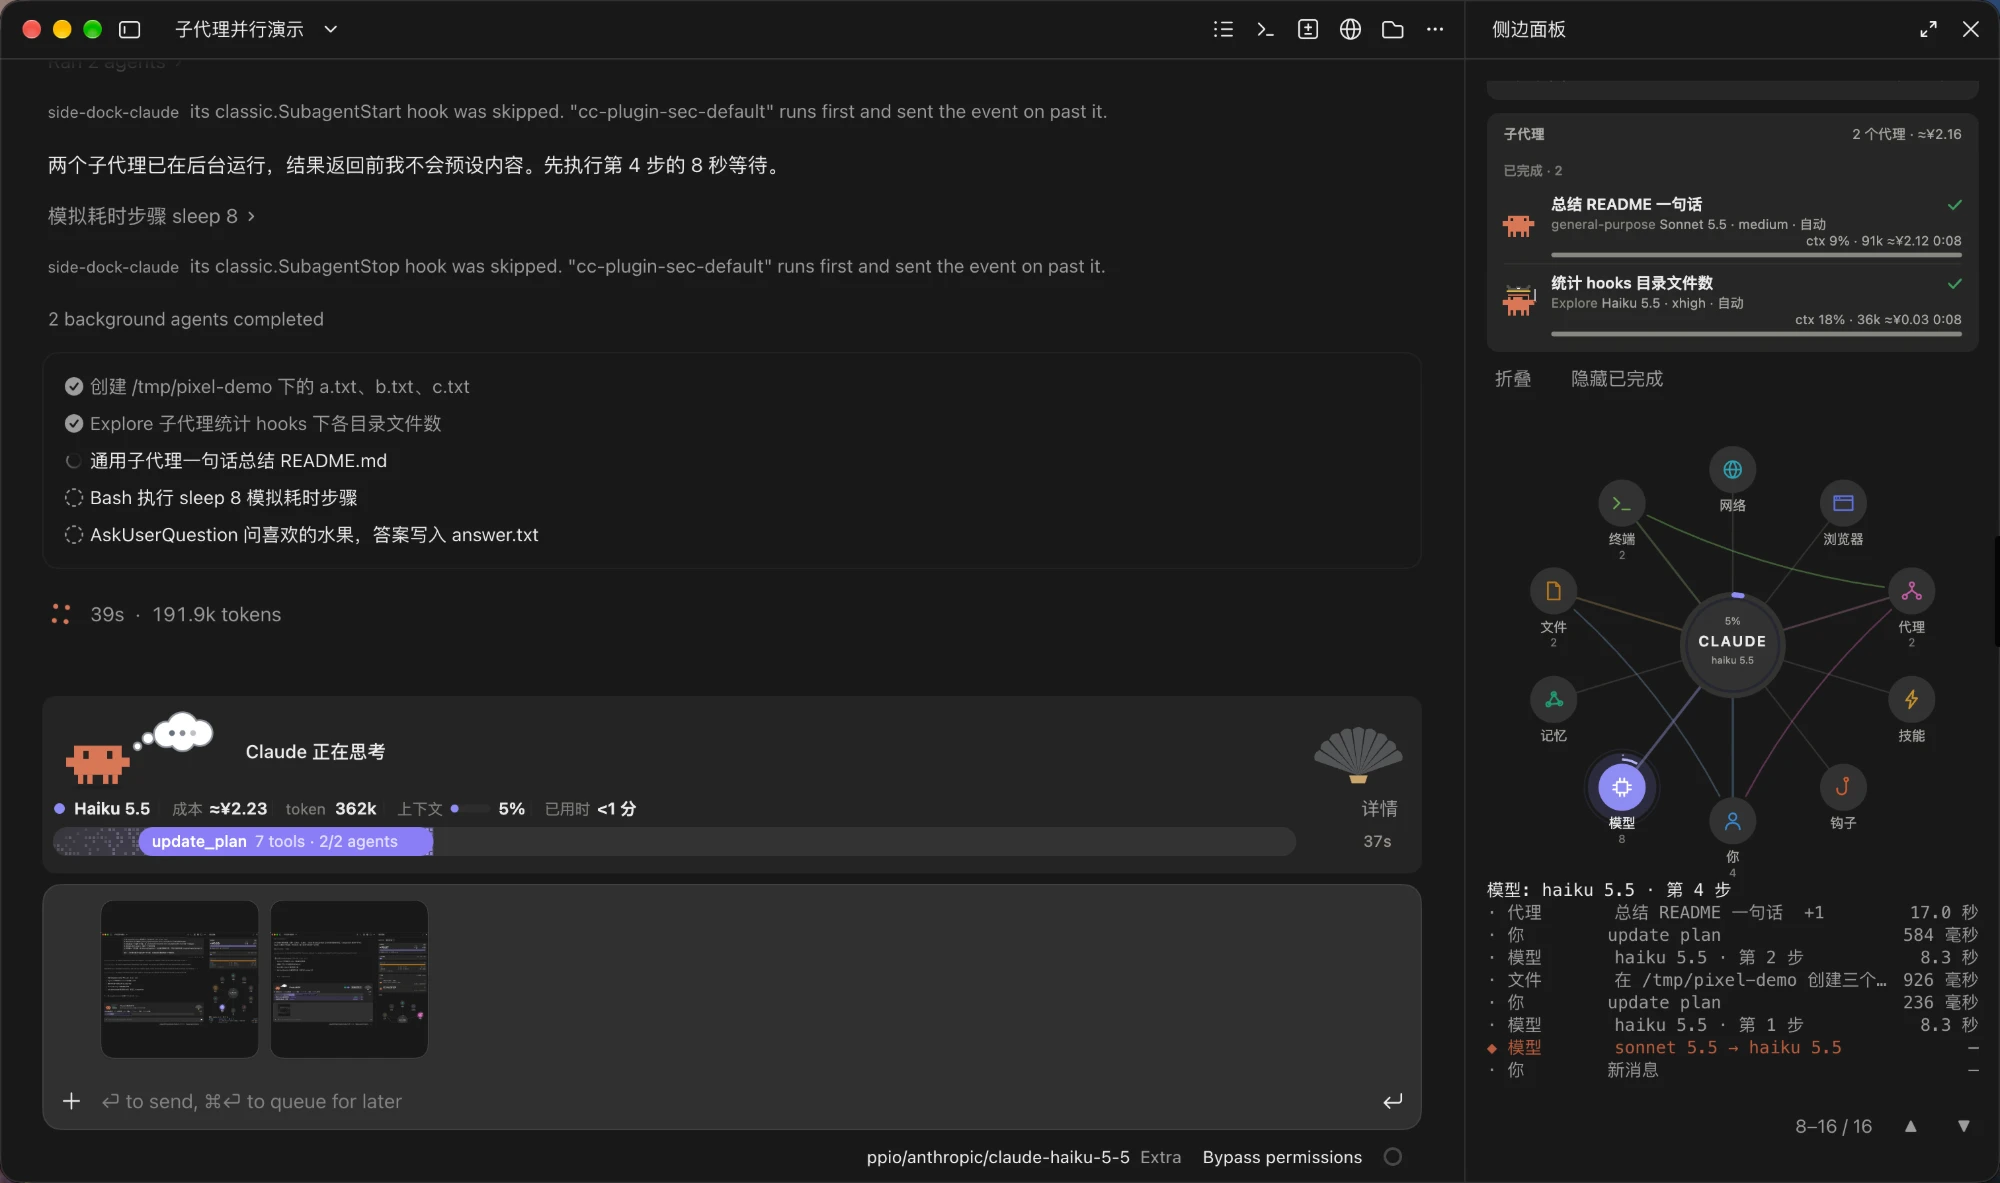 子代理并行演示
侧边面板
Ran 2 agents
side-dock-claude its classic.SubagentStart hook was skipped. "cc-plugin-sec-default" runs first and sent the event on past it.
两个子代理已在后台运行，结果返回前我不会预设内容。先执行第 4 步的 8 秒等待。
模拟耗时步骤 sleep 8
side-dock-claude its classic.SubagentStop hook was skipped. "cc-plugin-sec-default" runs first and sent the event on past it.
2 background agents completed
创建 /tmp/pixel-demo 下的 a.txt、b.txt、c.txt
Explore 子代理统计 hooks 下各目录文件数
通用子代理一句话总结 README.md
Bash 执行 sleep 8 模拟耗时步骤
AskUserQuestion 问喜欢的水果，答案写入 answer.txt
39s · 191.9k tokens
Claude 正在思考
Haiku 5.5 成本 ≈¥2.23 token 362k 上下文 5% 已用时 <1 分 详情
update_plan 7 tools · 2/2 agents 37s
⏎ to send, ⌘⏎ to queue for later
ppio/anthropic/claude-haiku-5-5 Extra Bypass permissions
子代理 2 个代理 · ≈¥2.16
已完成 · 2
总结 README 一句话
general-purpose Sonnet 5.5 · medium · 自动
ctx 9% · 91k ≈¥2.12 0:08
统计 hooks 目录文件数
Explore Haiku 5.5 · xhigh · 自动
ctx 18% · 36k ≈¥0.03 0:08
折叠 隐藏已完成
网络
终端
2
浏览器
文件
2
代理
2
5%
CLAUDE
haiku 5.5
记忆
技能
模型
8
钩子
你
4
模型: haiku 5.5 · 第 4 步
· 代理 总结 README 一句话 +1 17.0 秒
· 你 update plan 584 毫秒
· 模型 haiku 5.5 · 第 2 步 8.3 秒
· 文件 在 /tmp/pixel-demo 创建三个… 926 毫秒
· 你 update plan 236 毫秒
· 模型 haiku 5.5 · 第 1 步 8.3 秒
◆ 模型 sonnet 5.5 → haiku 5.5 —
· 你 新消息 —
8–16 / 16 ▲ ▼